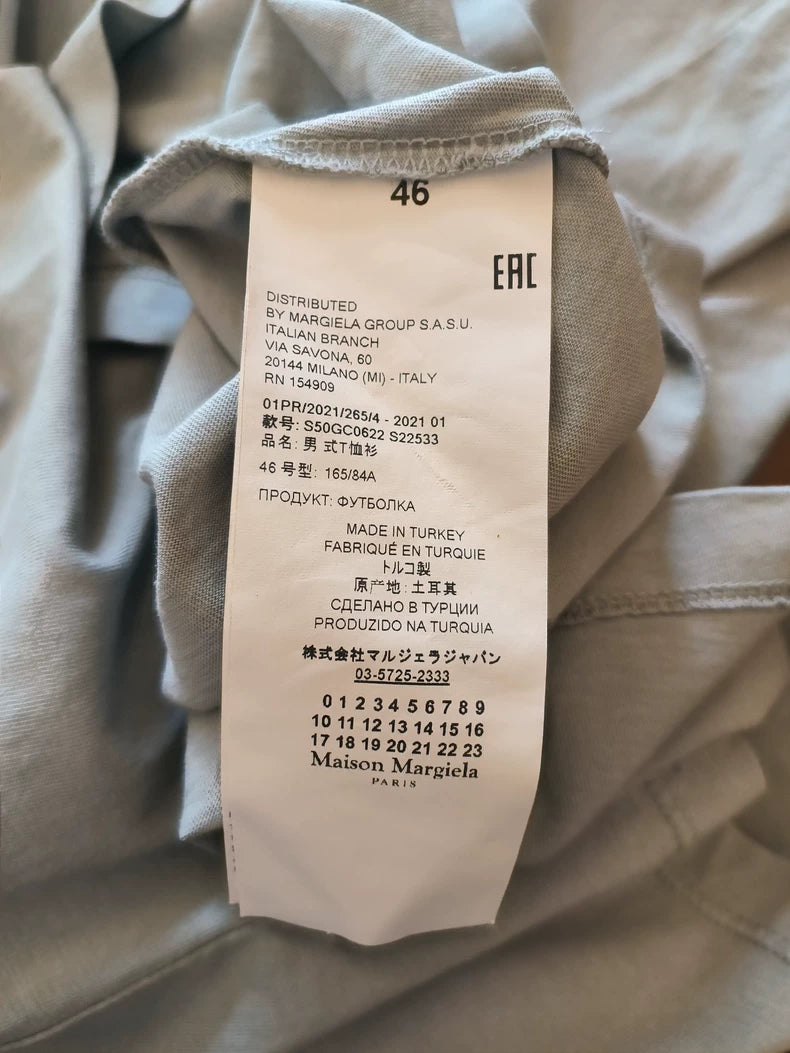 46
EAC
DISTRIBUTED
BY MARGIELA GROUP S.A.S.U.
ITALIAN BRANCH
VIA SAVONA, 60
20144 MILANO (MI) - ITALY
RN 154909
01PR/2021/265/4 - 2021 01
款号: S50GC0622 S22533
品名: 男 式T恤衫
46 号型: 165/84A
ПРОДУКТ: ФУТБОЛКА
MADE IN TURKEY
FABRIQUÉ EN TURQUIE
トルコ製
原产地: 土耳其
СДЕЛАНО В ТУРЦИИ
PRODUZIDO NA TURQUIA
株式会社マルジェラジャパン
03-5725-2333
0 1 2 3 4 5 6 7 8 9
10 11 12 13 14 15 16
17 18 19 20 21 22 23
Maison Margiela
PARIS